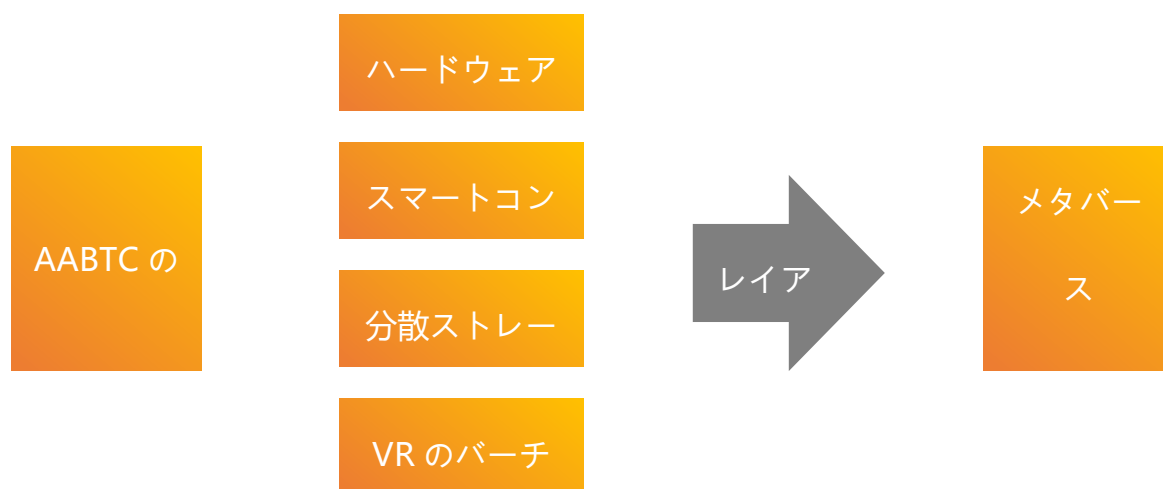 AABTC の
ハードウェア
スマートコン
分散ストレー
VR のバーチ
レイア
メタバー
ス